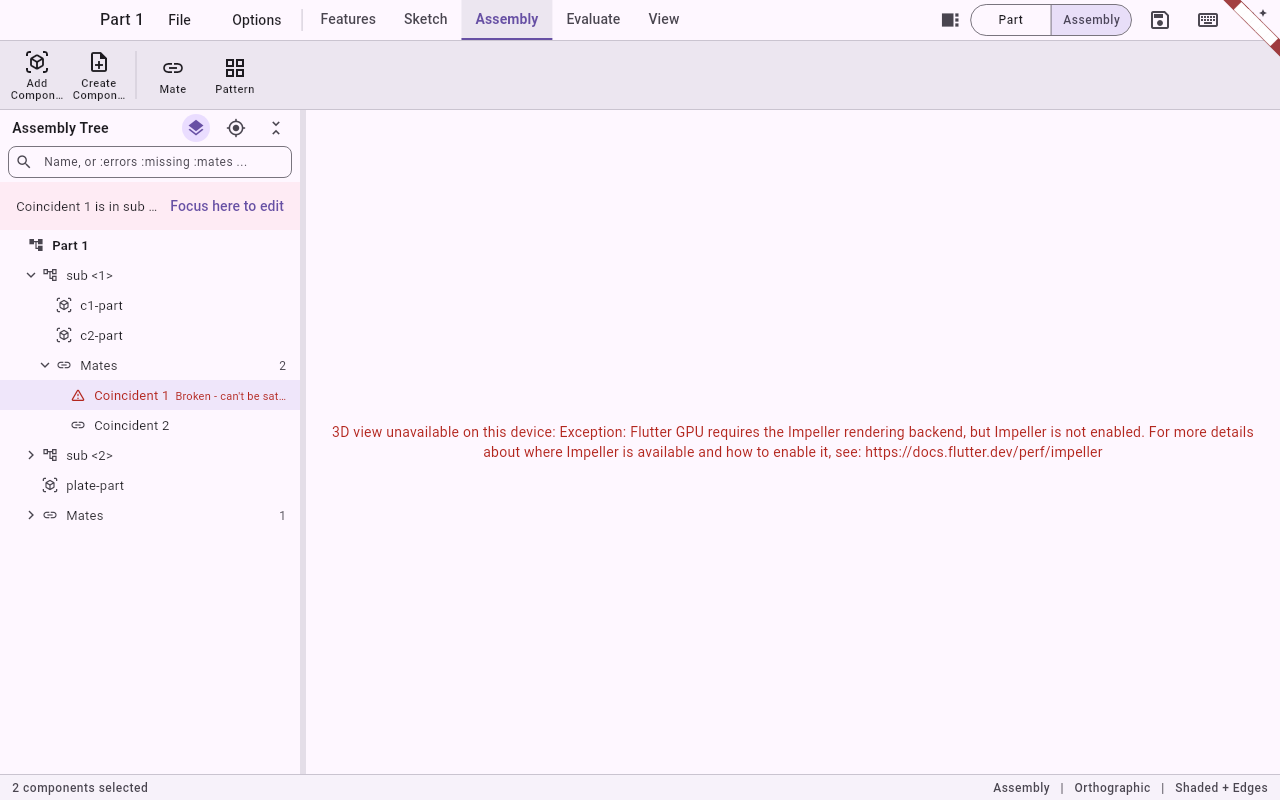 Part 1 File Options Features Sketch Assembly Evaluate View Part Assembly
Add Compon… Create Compon… Mate Pattern
Assembly Tree
Name, or :errors :missing :mates ...
Coincident 1 is in sub … Focus here to edit
Part 1
sub <1>
c1-part
c2-part
Mates 2
Coincident 1 Broken - can't be sat…
Coincident 2
sub <2>
plate-part
Mates 1
3D view unavailable on this device: Exception: Flutter GPU requires the Impeller rendering backend, but Impeller is not enabled. For more details
about where Impeller is available and how to enable it, see: https://docs.flutter.dev/perf/impeller
2 components selected Assembly | Orthographic | Shaded + Edges